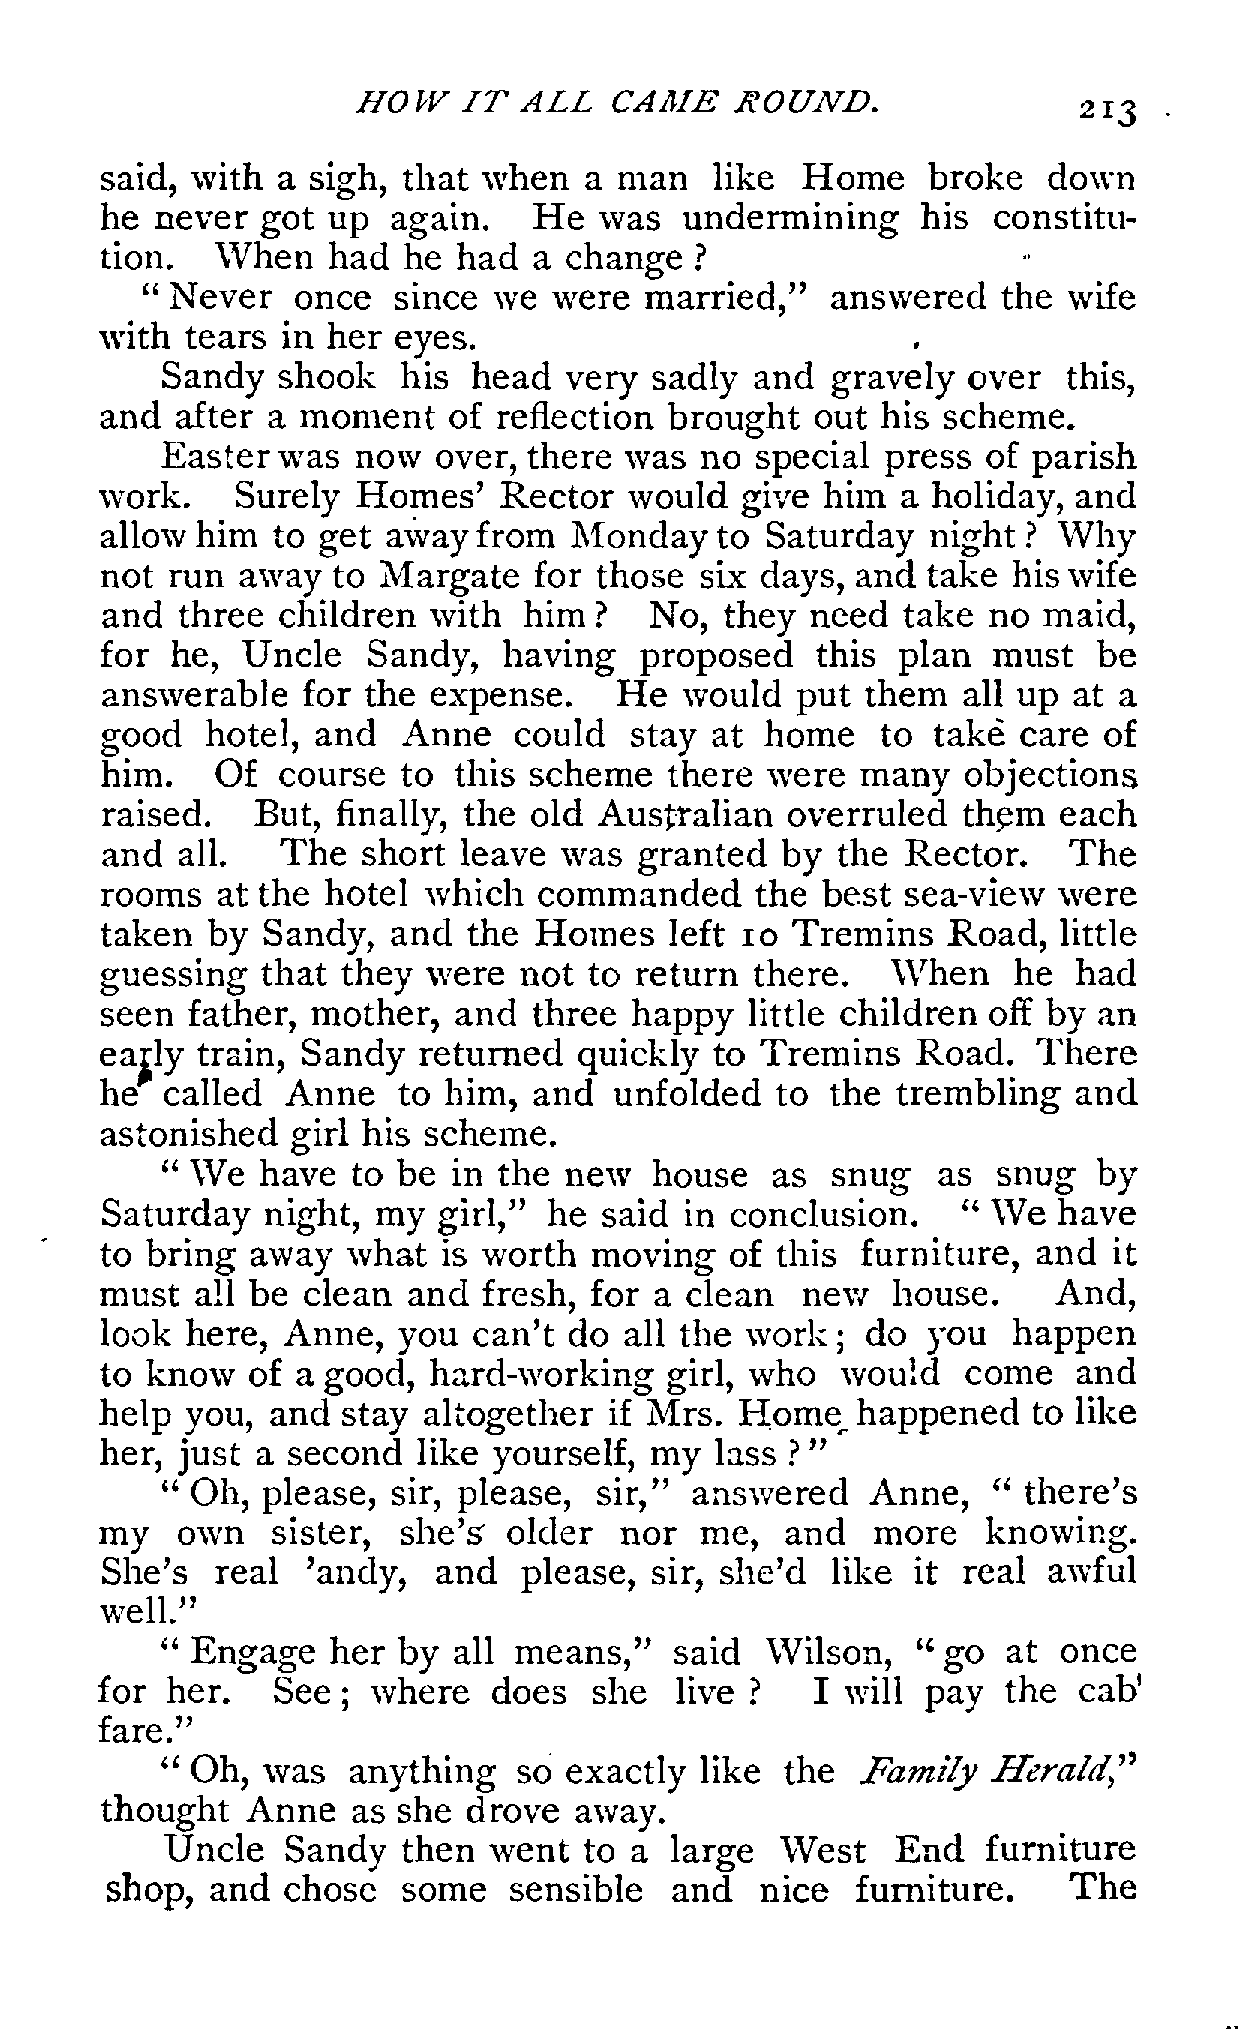 HOW IT ALL CAME ROUND. 213
said, with a sigh, that when a man like Home broke down
he never got up again. He was undermining his constitu-
tion. When had he had a change ?
“ Never once since we were married,” answered the wife
with tears in her eyes.
Sandy shook his head very sadly and gravely over this,
and after a moment of reflection brought out his scheme.
Easter was now over, there was no special press of parish
work. Surely Homes’ Rector would give him a holiday, and
allow him to get away from Monday to Saturday night ? Why
not run away to Margate for those six days, and take his wife
and three children with him ? No, they need take no maid,
for he, Uncle Sandy, having proposed this plan must be
answerable for the expense. He would put them all up at a
good hotel, and Anne could stay at home to take care of
him. Of course to this scheme there were many objections
raised. But, finally, the old Australian overruled them each
and all. The short leave was granted by the Rector. The
rooms at the hotel which commanded the best sea-view were
taken by Sandy, and the Homes left 10 Tremins Road, little
guessing that they were not to return there. When he had
seen father, mother, and three happy little children off by an
early train, Sandy returned quickly to Tremins Road. There
he called Anne to him, and unfolded to the trembling and
astonished girl his scheme.
“ We have to be in the new house as snug as snug by
Saturday night, my girl,” he said in conclusion. “ We have
to bring away what is worth moving of this furniture, and it
must all be clean and fresh, for a clean new house. And,
look here, Anne, you can’t do all the work ; do you happen
to know of a good, hard-working girl, who would come and
help you, and stay altogether if Mrs. Home happened to like
her, just a second like yourself, my lass ? ”
“ Oh, please, sir, please, sir,” answered Anne, “ there’s
my own sister, she’s older nor me, and more knowing.
She’s real ’andy, and please, sir, she’d like it real awful
well.”
“ Engage her by all means,” said Wilson, “ go at once
for her. See ; where does she live ? I will pay the cab'
fare.”
“ Oh, was anything so exactly like the Family Herald,”
thought Anne as she drove away.
Uncle Sandy then went to a large West End furniture
shop, and chose some sensible and nice furniture. The